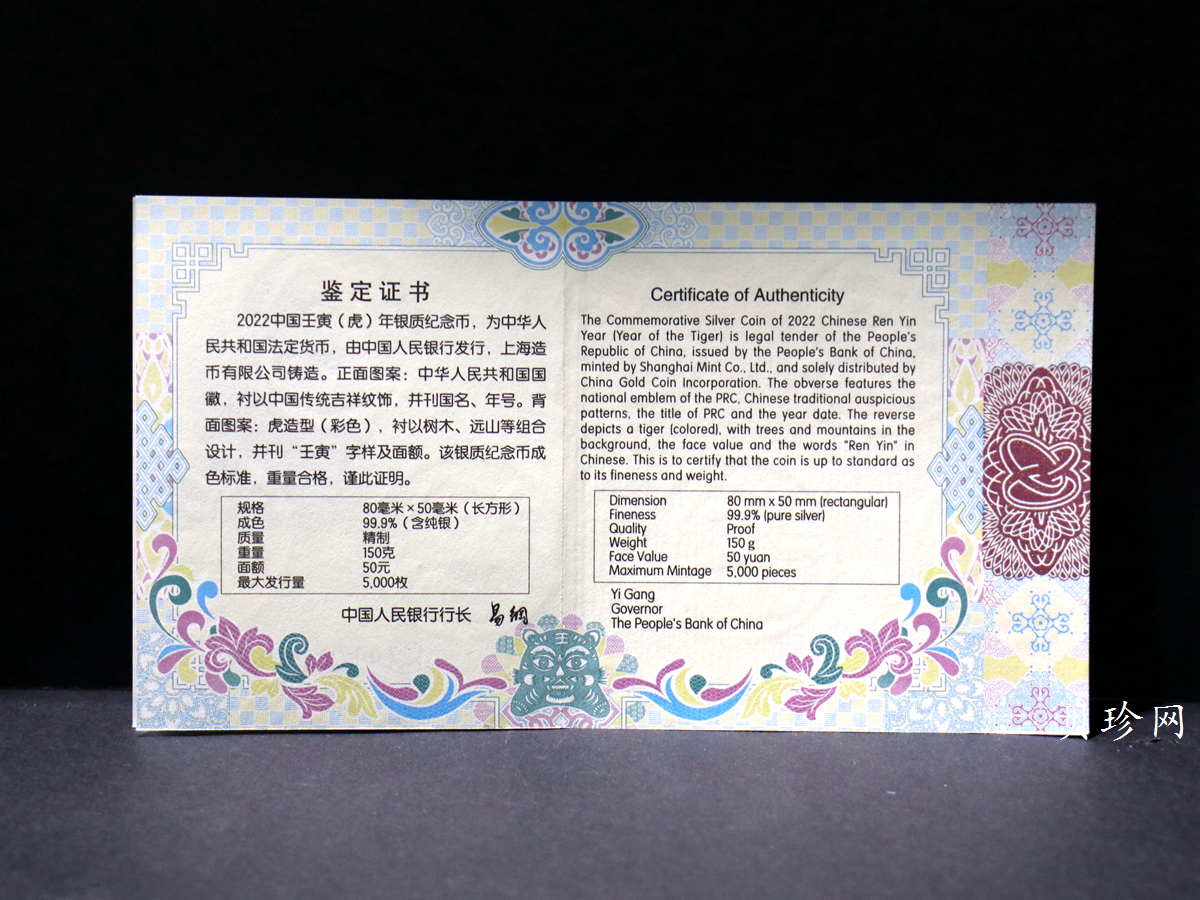 鉴定证书
2022中国壬寅（虎）年银质纪念币，为中华人
民共和国法定货币，由中国人民银行发行，上海造
币有限公司铸造。正面图案：中华人民共和国国
徽，衬以中国传统吉祥纹饰，并刊国名、年号。背
面图案：虎造型（彩色），衬以树木、远山等组合
设计，并刊“壬寅”字样及面额。该银质纪念币成
色标准，重量合格，谨此证明。
规格 80毫米×50毫米（长方形）
成色 99.9%（含纯银）
质量 精制
重量 150克
面额 50元
最大发行量 5,000枚
中国人民银行行长 易纲
Certificate of Authenticity
The Commemorative Silver Coin of 2022 Chinese Ren Yin
Year (Year of the Tiger) is legal tender of the People's
Republic of China, issued by the People's Bank of China,
minted by Shanghai Mint Co., Ltd., and solely distributed by
China Gold Coin Incorporation. The obverse features the
national emblem of the PRC, Chinese traditional auspicious
patterns, the title of PRC and the year date. The reverse
depicts a tiger (colored), with trees and mountains in the
background, the face value and the words "Ren Yin" in
Chinese. This is to certify that the coin is up to standard as
to its fineness and weight.
Dimension 80 mm x 50 mm (rectangular)
Fineness 99.9% (pure silver)
Quality Proof
Weight 150 g
Face Value 50 yuan
Maximum Mintage 5,000 pieces
Yi Gang
Governor
The People's Bank of China
王
珍网